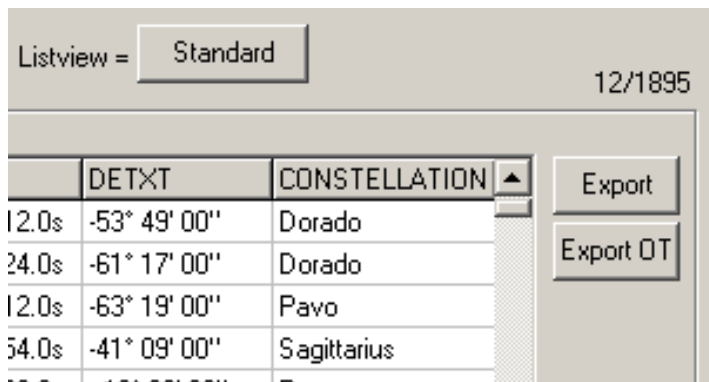 Listview = Standard
12/1895
DETXT CONSTELLATION Export
12.0s -53° 49' 00'' Dorado
Export OT
24.0s -61° 17' 00'' Dorado
12.0s -63° 19' 00'' Pavo
54.0s -41° 09' 00'' Sagittarius